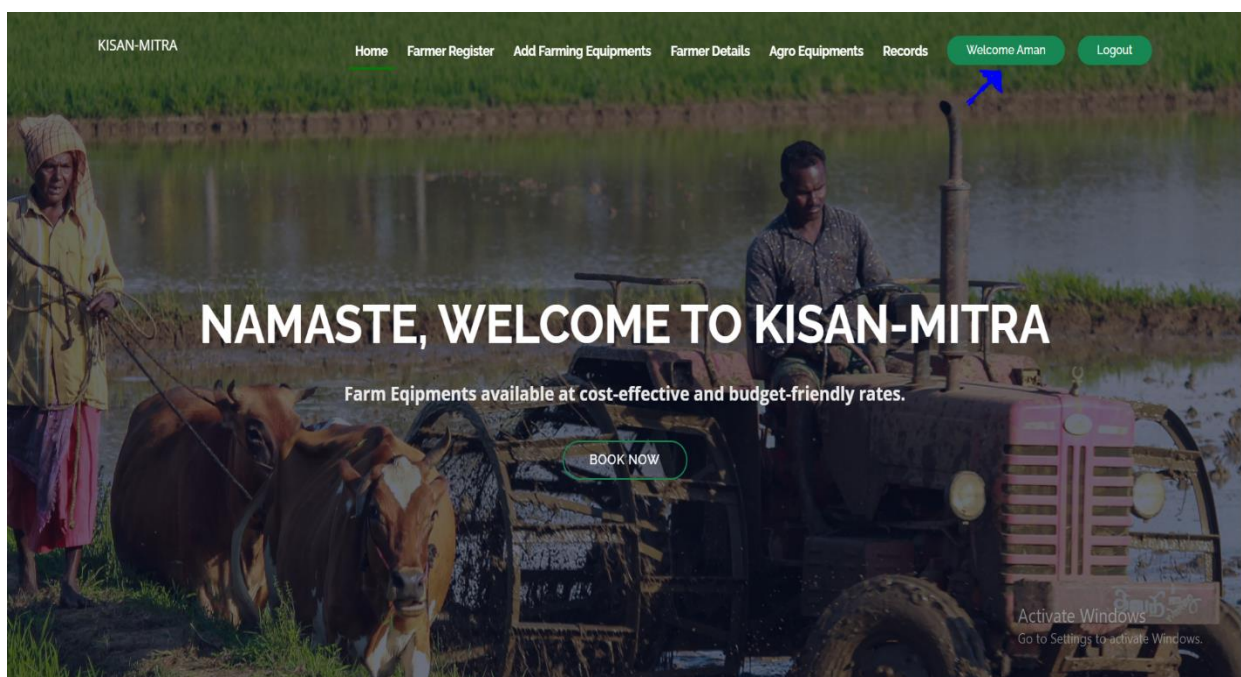 KISAN-MITRA
Home Farmer Register Add Farming Equipments Farmer Details Agro Equipments Records Welcome Aman Logout
NAMASTE, WELCOME TO KISAN-MITRA
Farm Eqipments available at cost-effective and budget-friendly rates.
BOOK NOW
Activate Windows
Go to Settings to activate Windows.